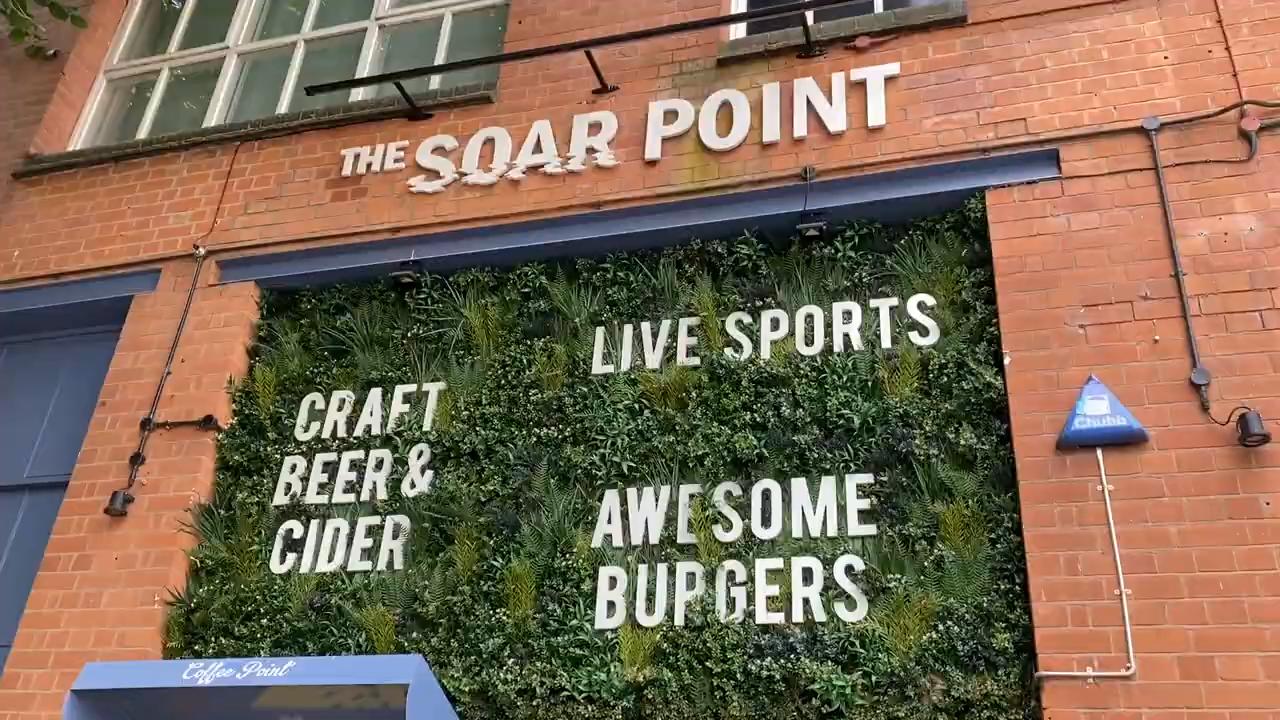 THE SOAR POINT
LIVE SPORTS
CRAFT
BEER &
CIDER
AWESOME
BURGERS
Chubb
Coffee Point